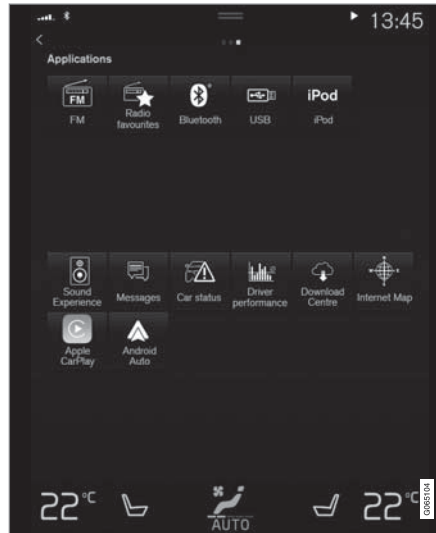 13:45
Applications
FM
FM
Radio
favourites
Bluetooth
USB
iPod
iPod
Sound
Experience
Messages
Car status
Driver
performance
Download
Centre
Internet Map
Apple
CarPlay
Android
Auto
22°C
AUTO
22°C
G065104